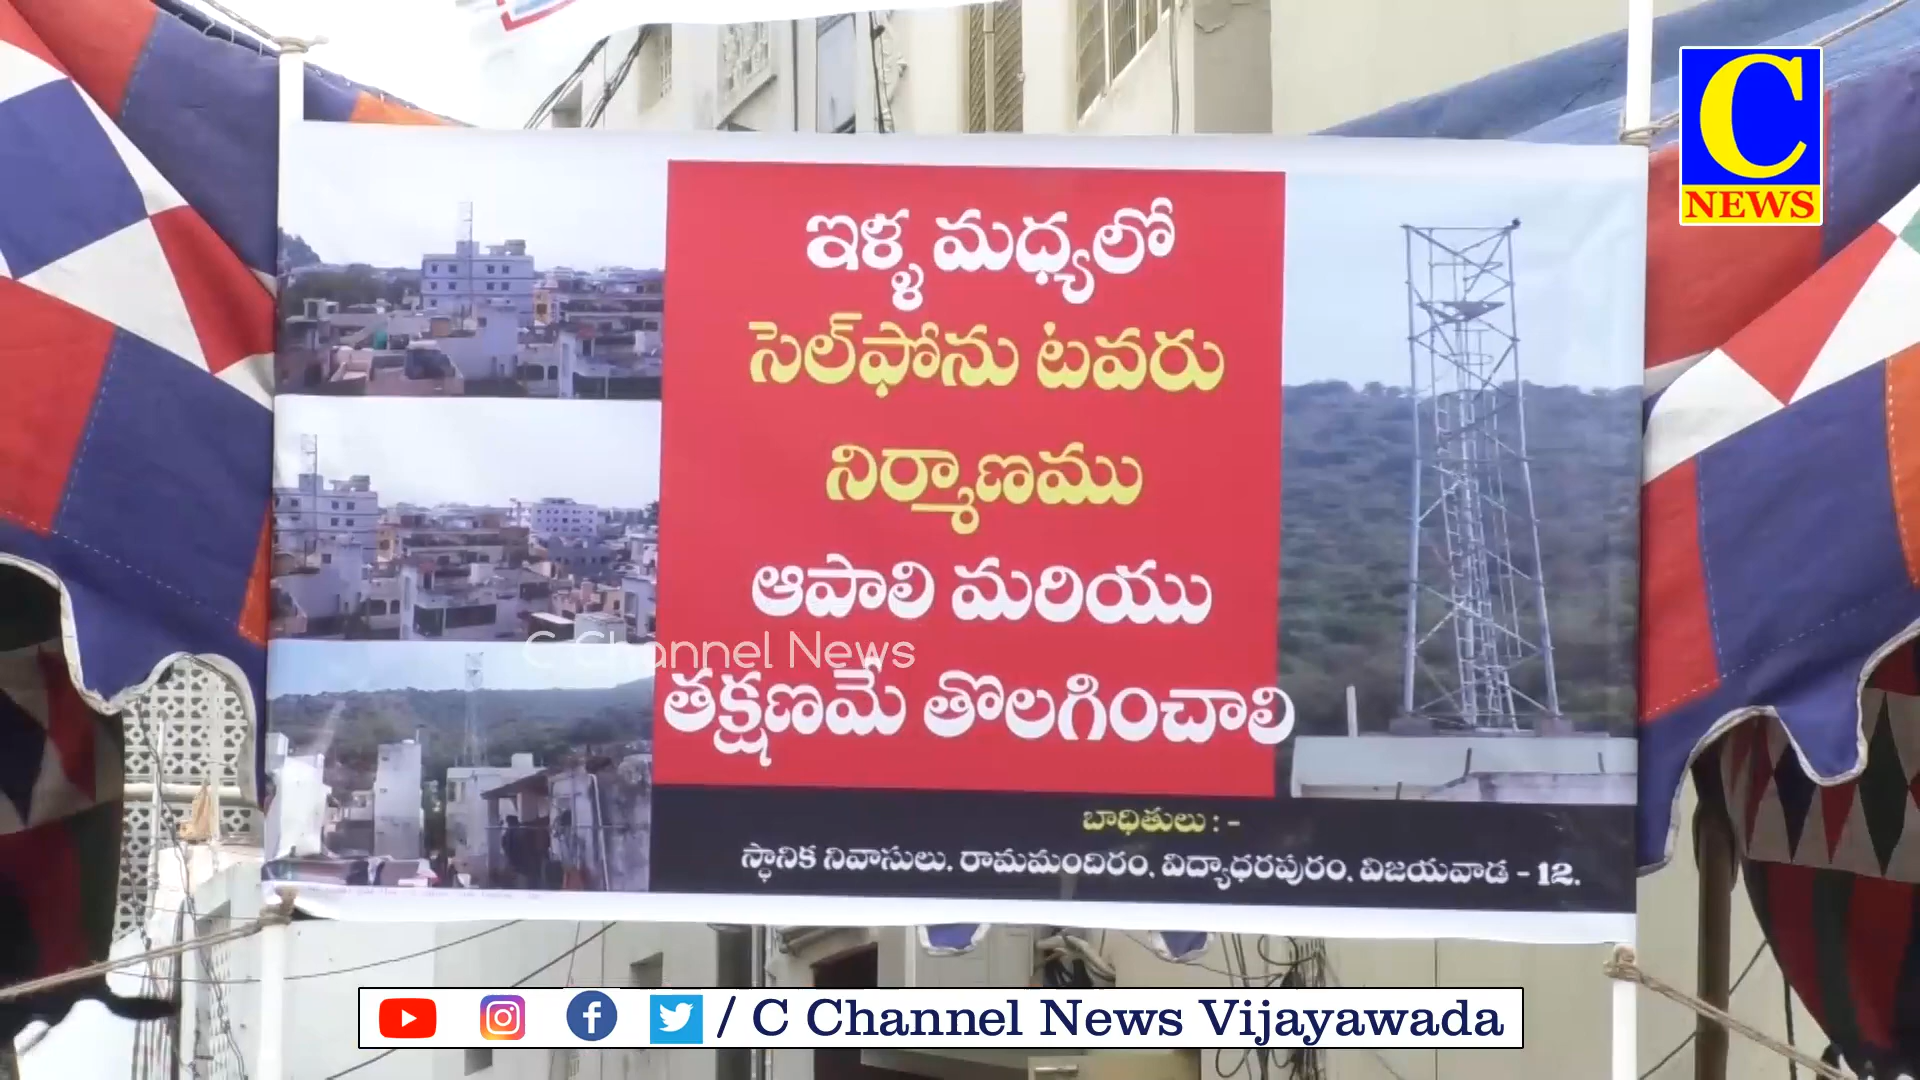 C
NEWS
ఇళ్ళ మధ్యలో
సెల్‌ఫోను టవరు
నిర్మాణము
ఆపాలి మరియు
C Channel News
తక్షణమే తొలగించాలి
బాధితులు : -
స్థానిక నివాసులు. రామమందిరం. విద్యాధరపురం. విజయవాడ - 12.
/ C Channel News Vijayawada